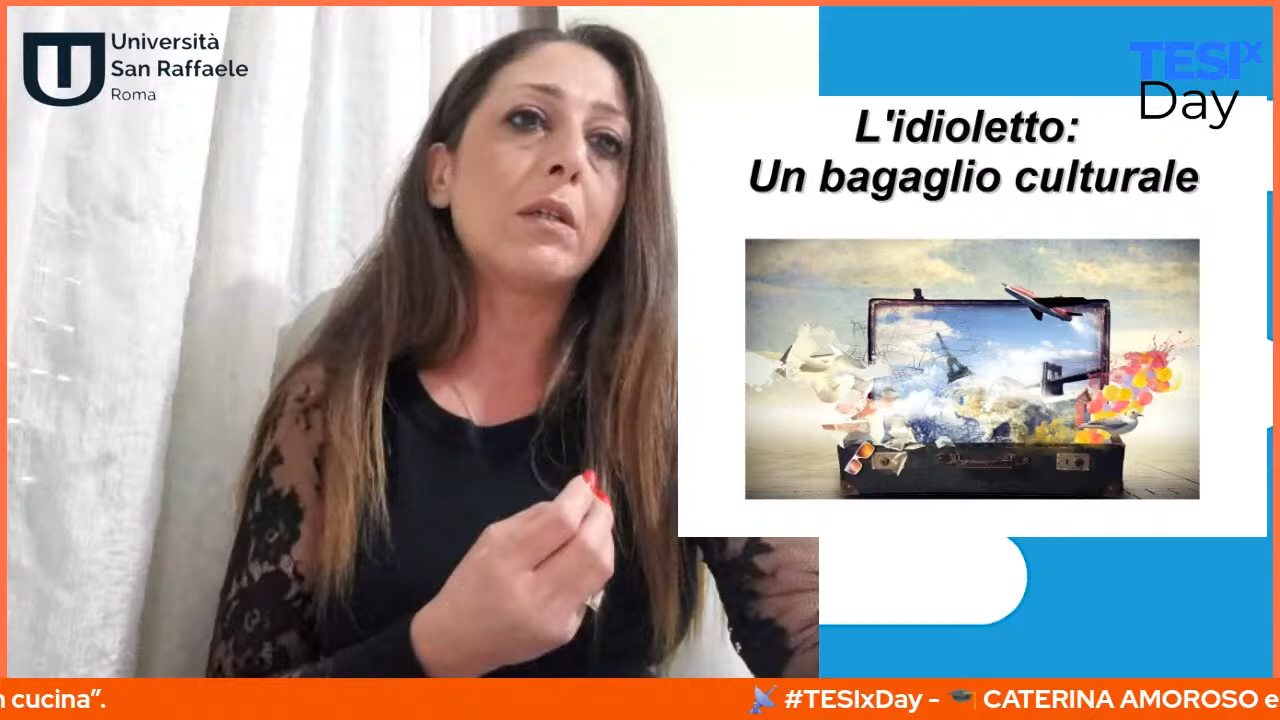 Università
San Raffaele
Roma
TESIx
Day
L'idioletto:
Un bagaglio culturale
n cucina”. #TESIxDay - CATERINA AMOROSO e